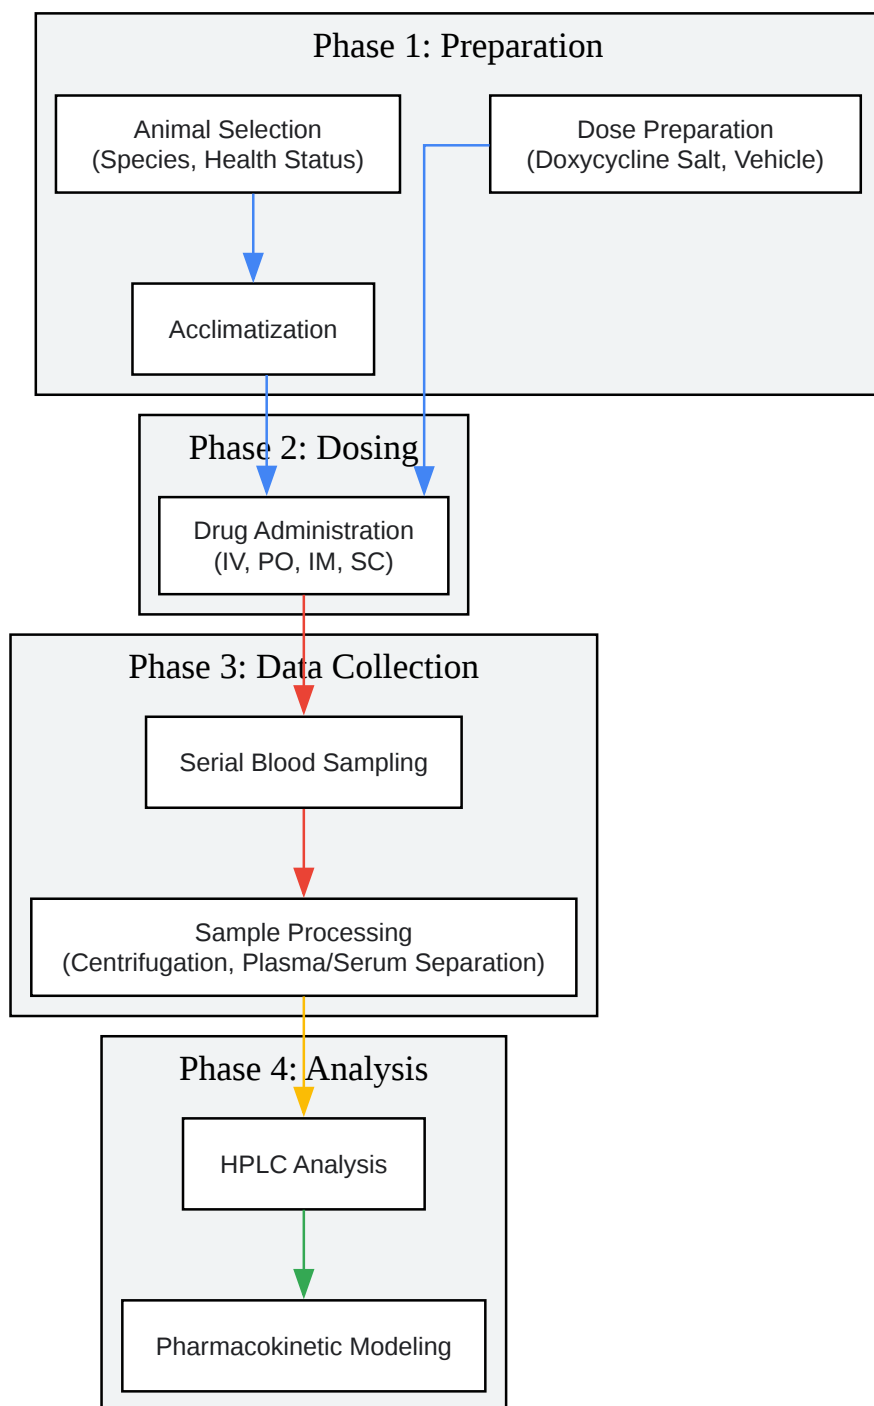 Phase 1: Preparation
Animal Selection
(Species, Health Status)
Dose Preparation
(Doxycycline Salt, Vehicle)
Acclimatization
Phase 2: Dosing
Drug Administration
(IV, PO, IM, SC)
Phase 3: Data Collection
Serial Blood Sampling
Sample Processing
(Centrifugation, Plasma/Serum Separation)
Phase 4: Analysis
HPLC Analysis
Pharmacokinetic Modeling